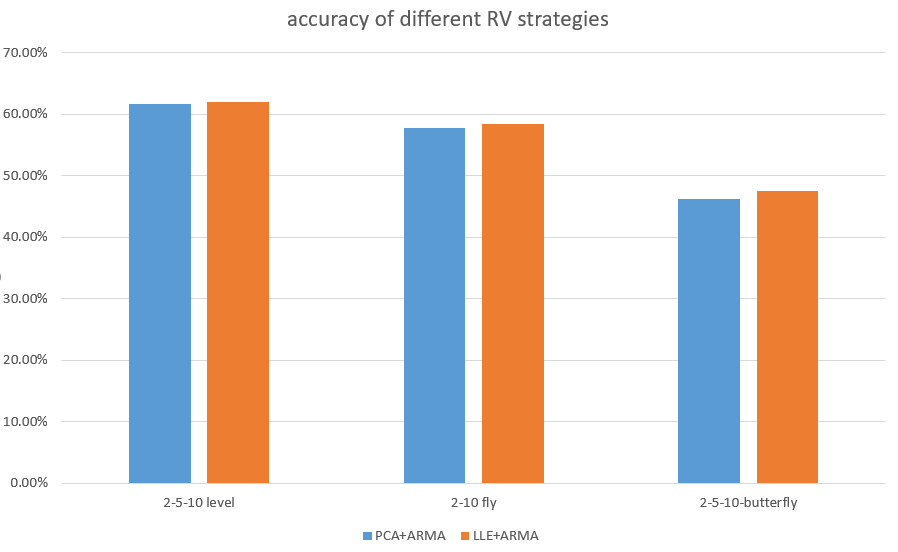 accuracy of different RV strategies
70.00%
60.00%
50.00%
40.00%
30.00%
20.00%
10.00%
0.00%
2-5-10 level 2-10 fly 2-5-10-butterfly
PCA+ARMA LLE+ARMA